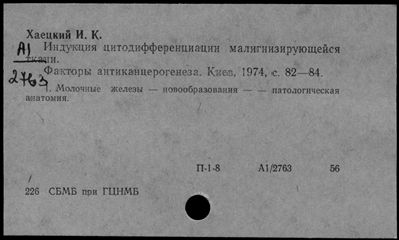 Хаецкий И. К.
А1 Индукция цитодифференциации малигнизирующейся
ткани.
2763 Факторы антиканцерогенеза. Киев, 1974, с. 82—84.
1. Молочные железы — новообразования — — патологическая
анатомия.
П-1-8 А1/2763 56
226 СБМБ при ГЦНМБ